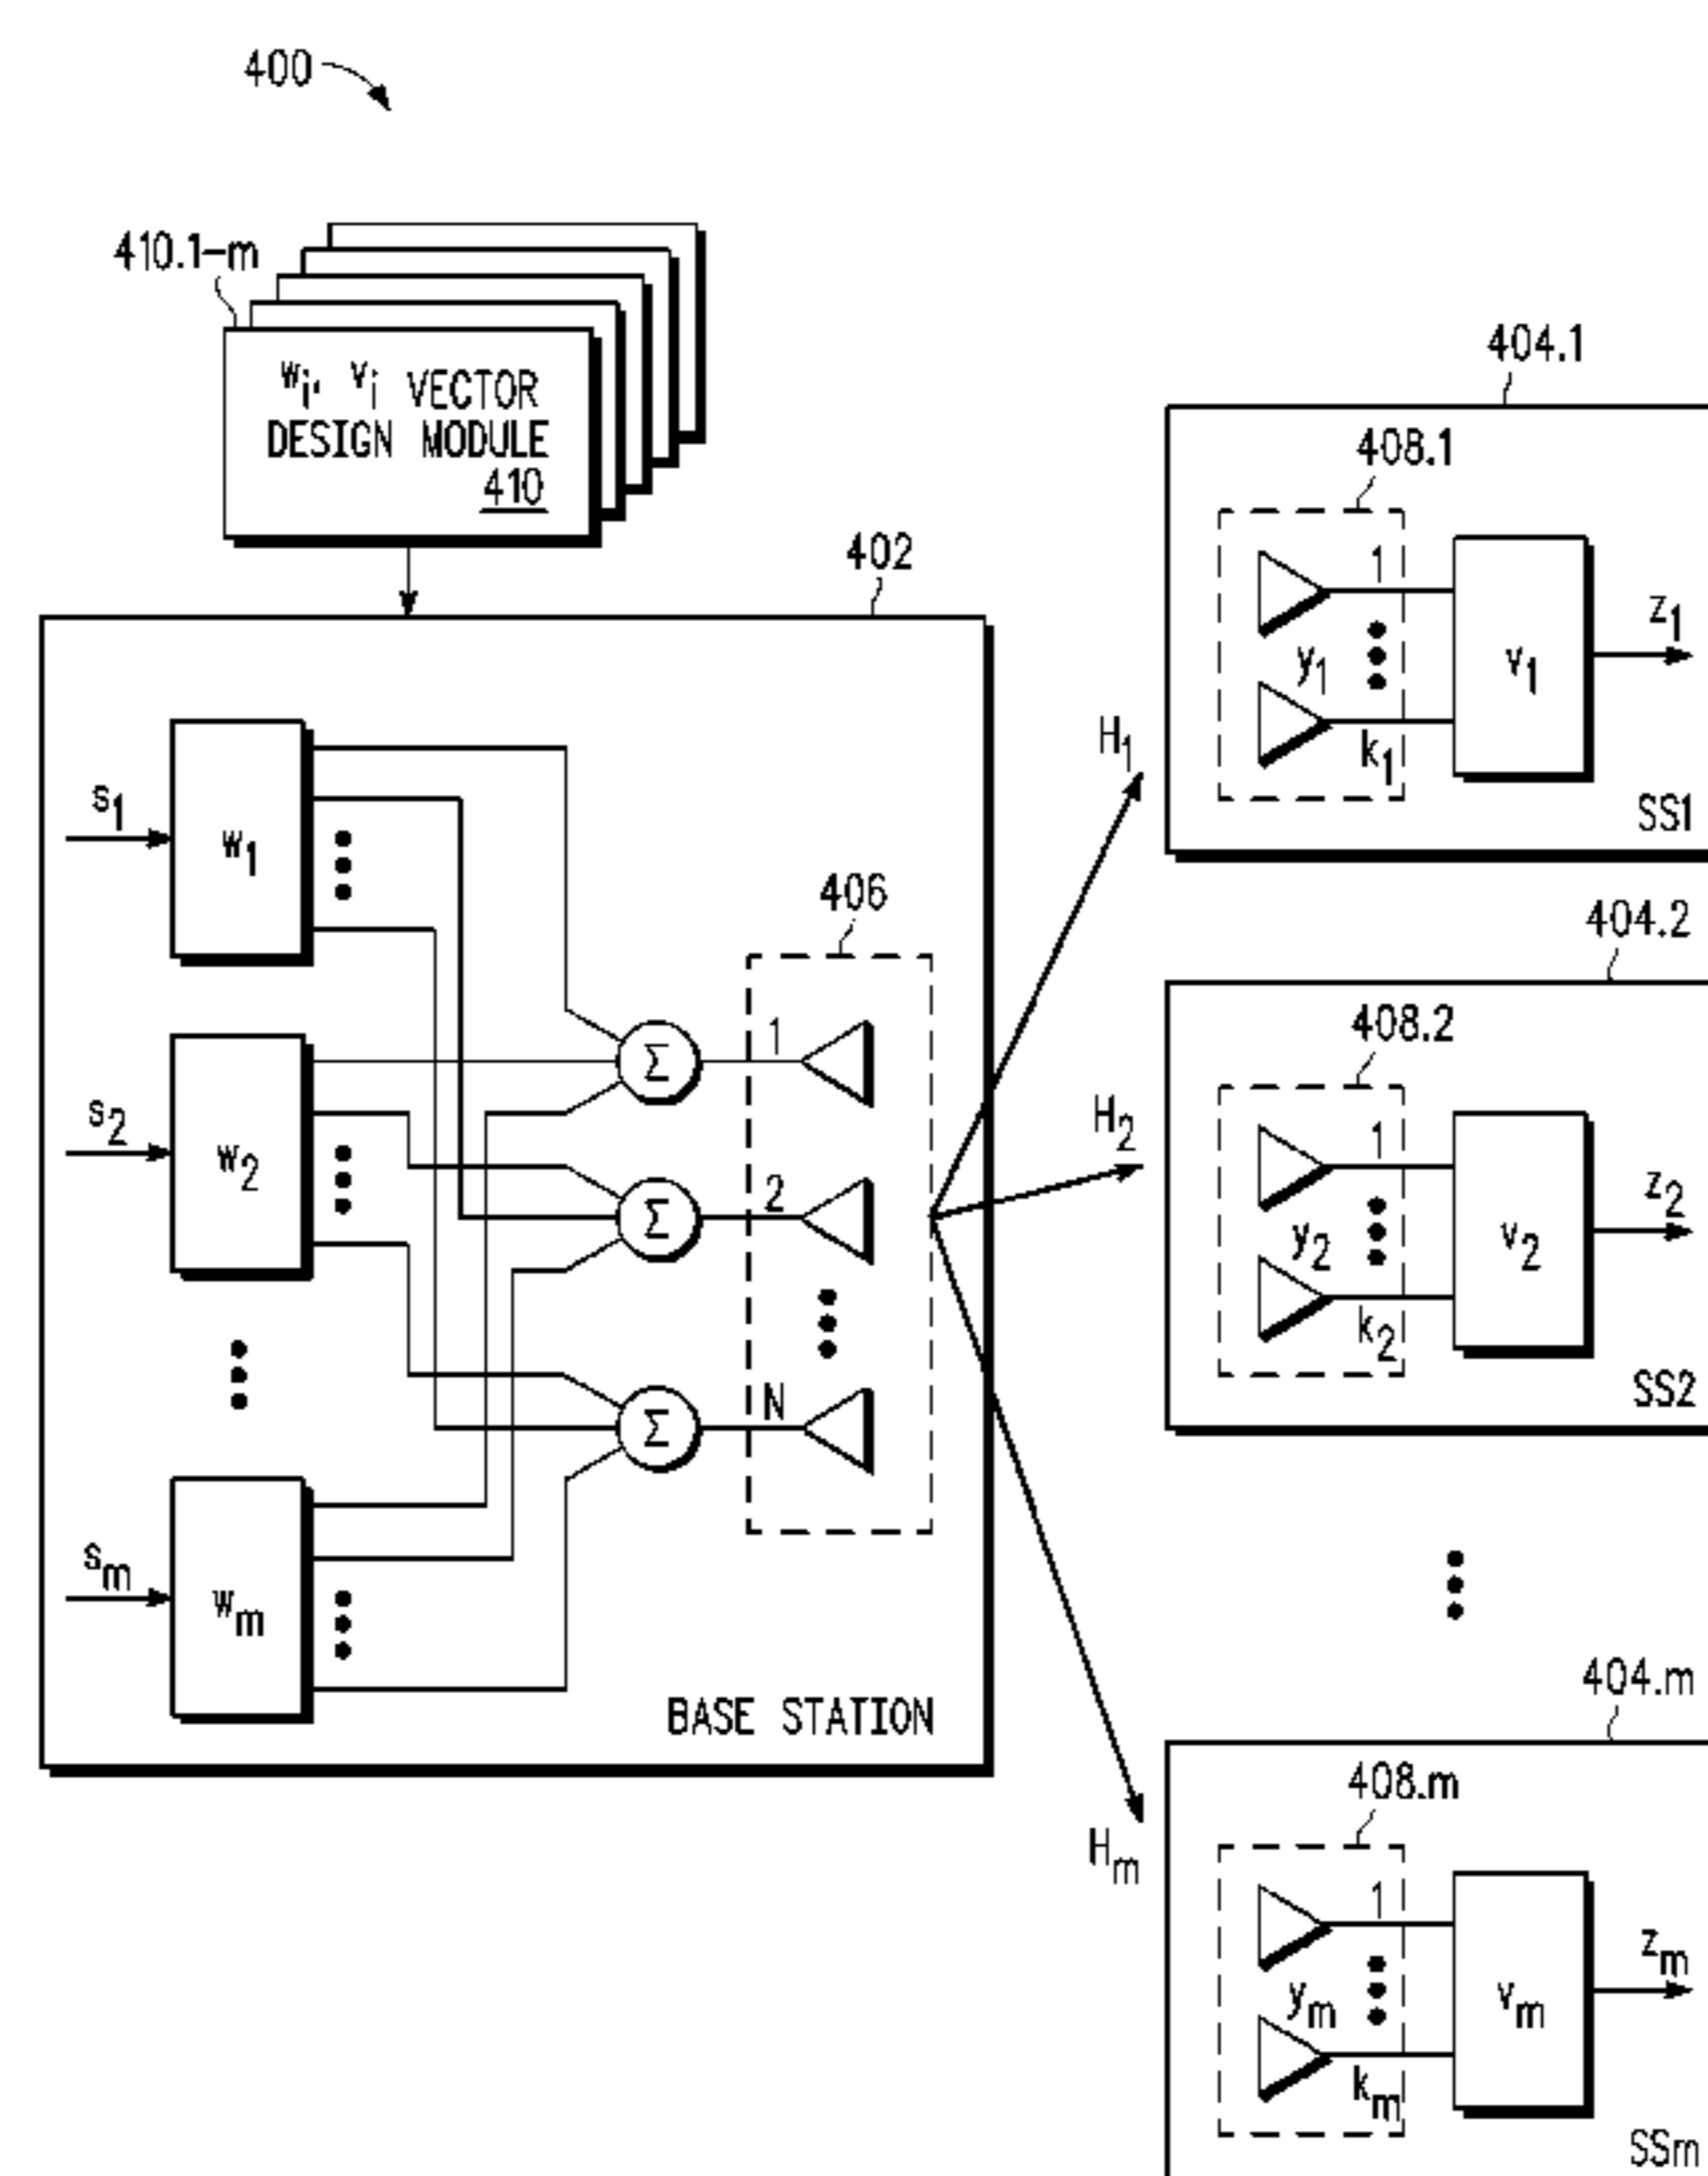 400
410.1-m
wi, vi VECTOR
DESIGN MODULE
410
402
s1
w1
s2
w2
sm
wm
Σ
Σ
Σ
406
1
2
N
BASE STATION
H1
H2
Hm
404.1
408.1
1
y1
k1
v1
z1
SS1
404.2
408.2
1
y2
k2
v2
z2
SS2
404.m
408.m
1
ym
km
vm
zm
SSm